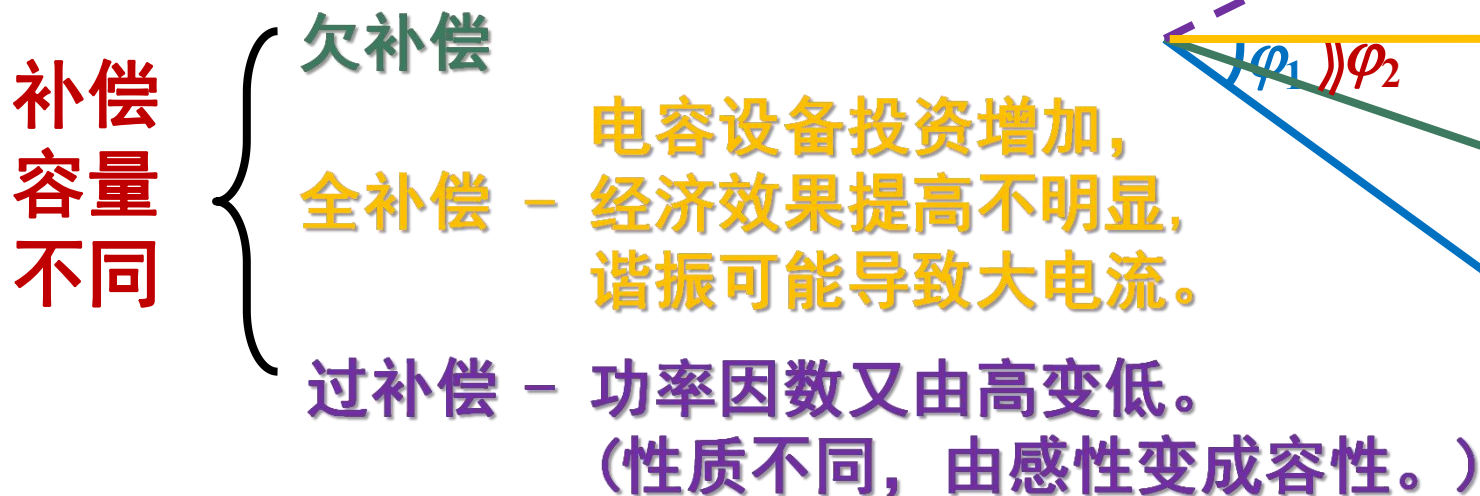 补偿
容量
不同
欠补偿
电容设备投资增加，
全补偿 - 经济效果提高不明显,
谐振可能导致大电流。
过补偿 - 功率因数又由高变低。
(性质不同，由感性变成容性。)
φ1 φ2